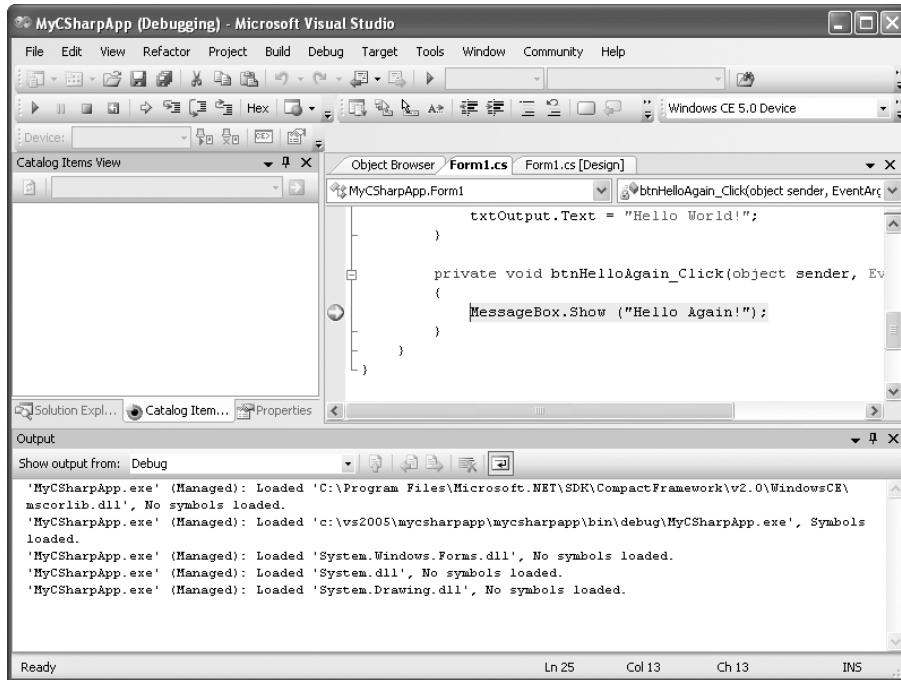 MyCSharpApp (Debugging) - Microsoft Visual Studio
File Edit View Refactor Project Build Debug Target Tools Window Community Help
Hex Windows CE 5.0 Device
Device:
Catalog Items View
Object Browser Form1.cs Form1.cs [Design]
MyCSharpApp.Form1 btnHelloAgain_Click(object sender, EventArg
txtOutput.Text = "Hello World!";
}
private void btnHelloAgain_Click(object sender, Ev
{
MessageBox.Show ("Hello Again!");
}
}
}
Solution Expl... Catalog Item... Properties
Output
Show output from: Debug
'MyCSharpApp.exe' (Managed): Loaded 'C:\Program Files\Microsoft.NET\SDK\CompactFramework\v2.0\WindowsCE\
mscorlib.dll', No symbols loaded.
'MyCSharpApp.exe' (Managed): Loaded 'c:\vs2005\mycsharpapp\mycsharpapp\bin\debug\MyCSharpApp.exe', Symbols
loaded.
'MyCSharpApp.exe' (Managed): Loaded 'System.Windows.Forms.dll', No symbols loaded.
'MyCSharpApp.exe' (Managed): Loaded 'System.dll', No symbols loaded.
'MyCSharpApp.exe' (Managed): Loaded 'System.Drawing.dll', No symbols loaded.
Ready Ln 25 Col 13 Ch 13 INS